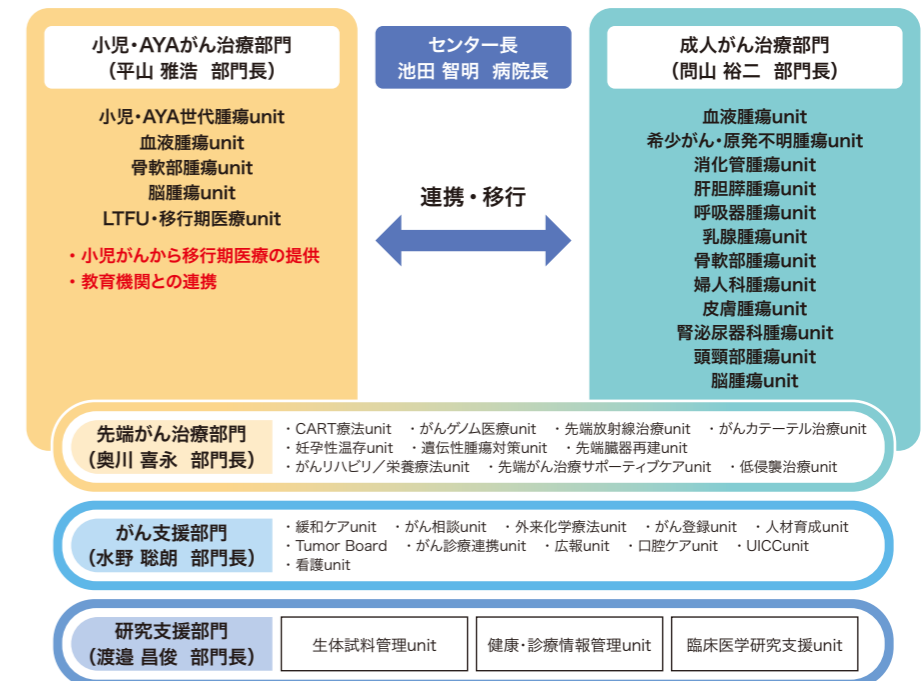 小児・AYAがん治療部門
(平山 雅浩 部門長)
小児・AYA世代腫瘍unit
血液腫瘍unit
骨軟部腫瘍unit
脳腫瘍unit
LTFU・移行期医療unit
・小児がんから移行期医療の提供
・教育機関との連携
センター長
池田 智明 病院長
連携・移行
成人がん治療部門
(問山 裕二 部門長)
血液腫瘍unit
希少がん・原発不明腫瘍unit
消化管腫瘍unit
肝胆膵腫瘍unit
呼吸器腫瘍unit
乳腺腫瘍unit
骨軟部腫瘍unit
婦人科腫瘍unit
皮膚腫瘍unit
腎泌尿器科腫瘍unit
頭頸部腫瘍unit
脳腫瘍unit
先端がん治療部門
(奥川 喜永 部門長)
・CART療法unit ・がんゲノム医療unit ・先端放射線治療unit ・がんカテーテル治療unit
・妊孕性温存unit ・遺伝性腫瘍対策unit ・先端臓器再建unit
・がんリハビリ／栄養療法unit ・先端がん治療サポーティブケアunit ・低侵襲治療unit
がん支援部門
(水野 聡朗 部門長)
・緩和ケアunit ・がん相談unit ・外来化学療法unit ・がん登録unit ・人材育成unit
・Tumor Board ・がん診療連携unit ・広報unit ・口腔ケアunit ・UICCunit
・看護unit
研究支援部門
(渡邉 昌俊 部門長)
生体試料管理unit
健康・診療情報管理unit
臨床医学研究支援unit